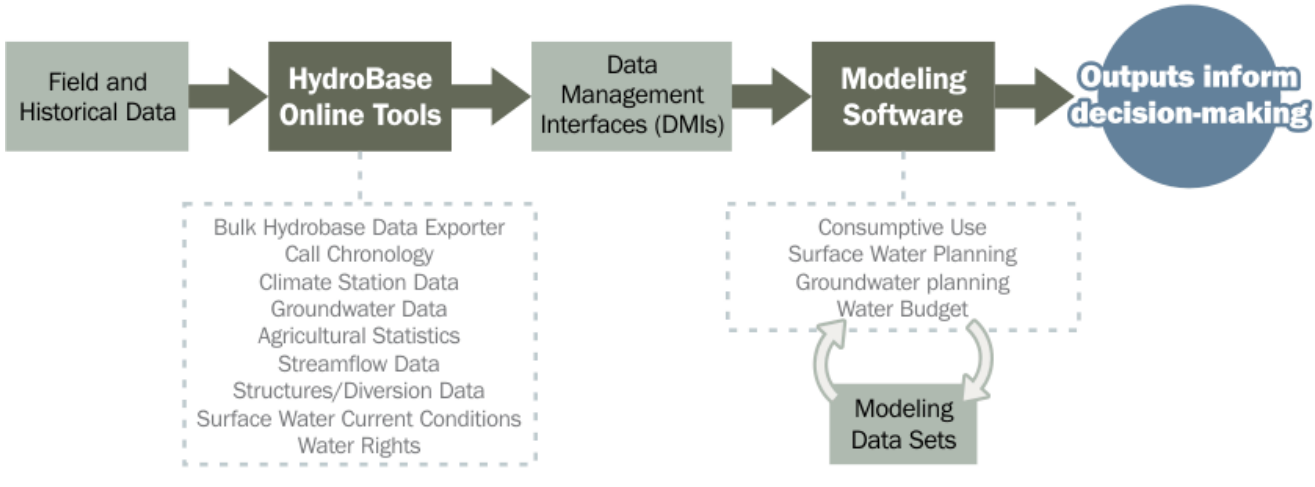 Field and
Historical Data
HydroBase
Online Tools
Data
Management
Interfaces (DMIs)
Modeling
Software
Outputs inform
decision-making
Bulk Hydrobase Data Exporter
Call Chronology
Climate Station Data
Groundwater Data
Agricultural Statistics
Streamflow Data
Structures/Diversion Data
Surface Water Current Conditions
Water Rights
Consumptive Use
Surface Water Planning
Groundwater planning
Water Budget
Modeling
Data Sets